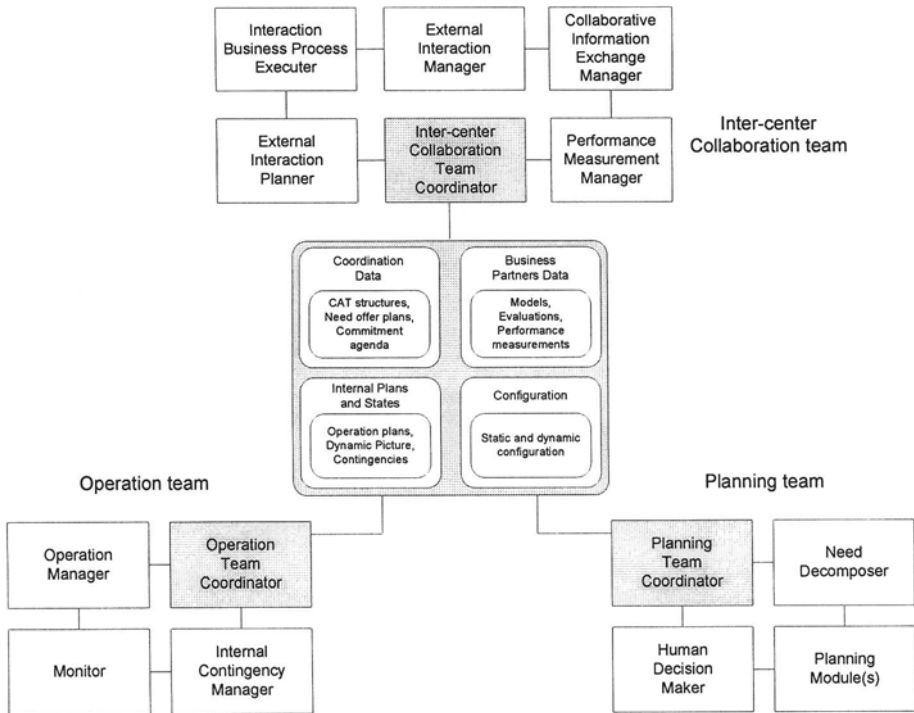 Interaction
Business Process
Executer
External
Interaction
Manager
Collaborative
Information
Exchange
Manager
External
Interaction
Planner
Inter-center
Collaboration
Team
Coordinator
Performance
Measurement
Manager
Inter-center
Collaboration team
Coordination
Data
CAT structures,
Need offer plans,
Commitment
agenda
Business
Partners Data
Models,
Evaluations,
Performance
measurements
Internal Plans
and States
Operation plans,
Dynamic Picture,
Contingencies
Configuration
Static and dynamic
configuration
Operation team
Operation
Manager
Operation
Team
Coordinator
Monitor
Internal
Contingency
Manager
Planning team
Planning
Team
Coordinator
Need
Decomposer
Human
Decision
Maker
Planning
Module(s)